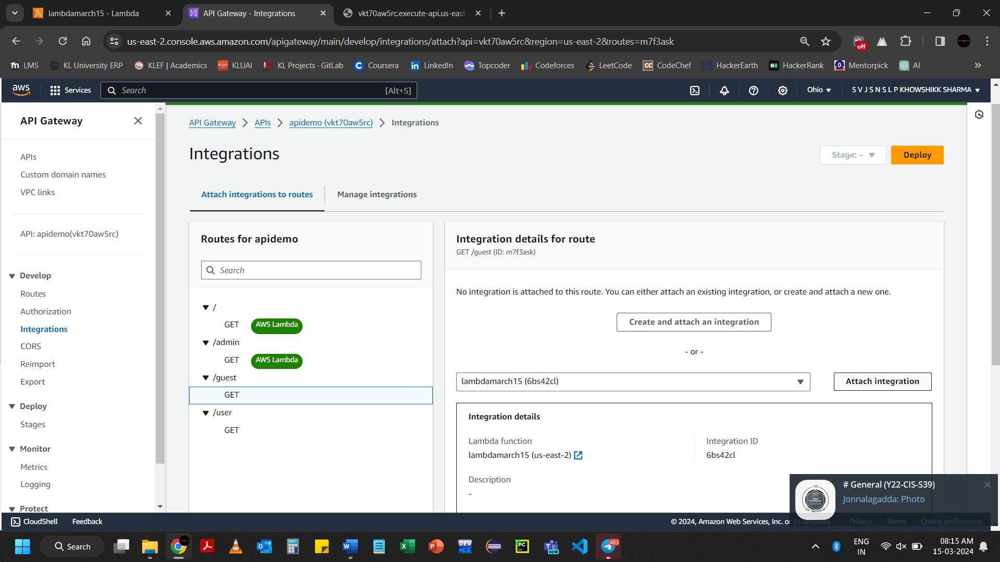 lambdamarch15 - Lambda
API Gateway - Integrations
vkt70aw5rc.execute-api.us-east
us-east-2.console.aws.amazon.com/apigateway/main/develop/integrations/attach?api=vkt70aw5rc&region=us-east-2&routes=m7f3ask
off
LMS
KL University ERP
KLEF | Academics
KLUAI
KL Projects · GitLab
Coursera
LinkedIn
Topcoder
Codeforces
LeetCode
CodeChef
HackerEarth
HackerRank
Mentorpick
AI
aws
Services
Search
[Alt+S]
Ohio
S V J S N S L P KHOWSHIKK SHARMA
API Gateway
APIs
Custom domain names
VPC links
API: apidemo(vkt70aw5rc)
Develop
Routes
Authorization
Integrations
CORS
Reimport
Export
Deploy
Stages
Monitor
Metrics
Logging
Protect
API Gateway
APIs
apidemo (vkt70aw5rc)
Integrations
Integrations
Stage: -
Deploy
Attach integrations to routes
Manage integrations
Routes for apidemo
Search
/
GET AWS Lambda
/admin
GET AWS Lambda
/guest
GET
/user
GET
Integration details for route
GET /guest (ID: m7f3ask)
No integration is attached to this route. You can either attach an existing integration, or create and attach a new one.
Create and attach an integration
- or -
lambdamarch15 (6bs42cl)
Attach integration
Integration details
Lambda function
lambdamarch15 (us-east-2)
Integration ID
6bs42cl
Description
-
# General (Y22-CIS-S39)
Jonnalagadda: Photo
CloudShell
Feedback
© 2024, Amazon Web Services, Inc. or its affiliates.
Privacy
Terms
Cookie preferences
Search
483
ENG
IN
08:15 AM
15-03-2024